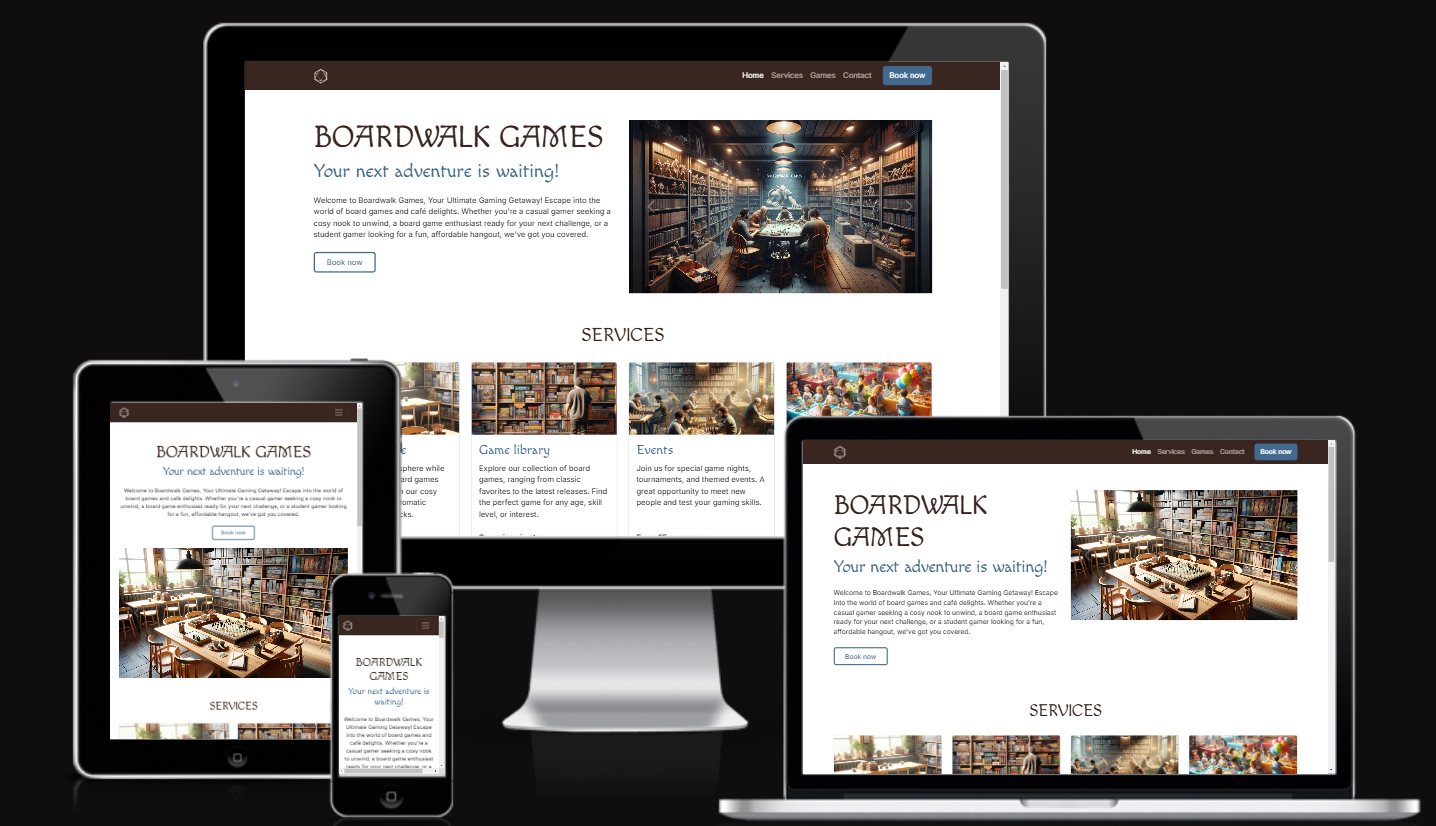 Home Services Games Contact Book now
BOARDWALK GAMES
Your next adventure is waiting!
Welcome to Boardwalk Games, Your Ultimate Gaming Getaway! Escape into the
world of board games and café delights. Whether you're a casual gamer seeking a
cosy nook to unwind, a board game enthusiast ready for your next challenge, or a
student gamer looking for a fun, affordable hangout, we've got you covered.
Book now
SERVICES
Game library
Explore our collection of board
games, ranging from classic
favorites to the latest releases. Find
the perfect game for any age, skill
level, or interest.
Events
Join us for special game nights,
tournaments, and themed events. A
great opportunity to meet new
people and test your gaming skills.
sphere while
ard games
n our cosy
omatic
cks.
BOARDWALK GAMES
Your next adventure is waiting!
Welcome to Boardwalk Games, Your Ultimate Gaming Getaway! Escape into the world of
board games and café delights. Whether you're a casual gamer seeking a cosy nook to
unwind, a board game enthusiast ready for your next challenge, or a student gamer looking
for a fun, affordable hangout, we've got you covered.
Book now
SERVICES
BOARDWALK
GAMES
Your next adventure is
waiting!
Welcome to Boardwalk Games, Your
Ultimate Gaming Getaway! Escape
into the world of board games and
café delights. Whether you're a
casual gamer seeking a cosy nook
to unwind, a board game enthusiast
ready for your next challenge, or a
Home Services Games Contact Book now
BOARDWALK
GAMES
Your next adventure is waiting!
Welcome to Boardwalk Games, Your Ultimate Gaming Getaway! Escape
into the world of board games and café delights. Whether you're a
casual gamer seeking a cosy nook to unwind, a board game enthusiast
ready for your next challenge, or a student gamer looking for a fun,
affordable hangout, we've got you covered.
Book now
SERVICES